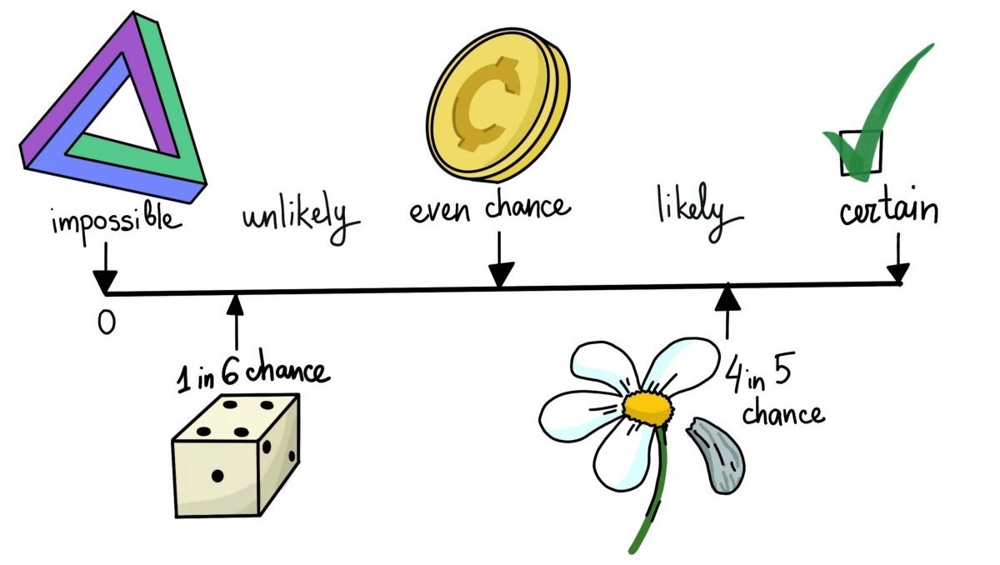 impossible
unlikely
even chance
likely
certain
0
1 in 6 chance
4 in 5
chance